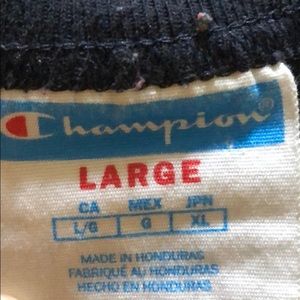 Champion®
LARGE
CA MEX JPN
L/G G XL
MADE IN HONDURAS
FABRIQUÉ AU HONDURAS
HECHO EN HONDURAS